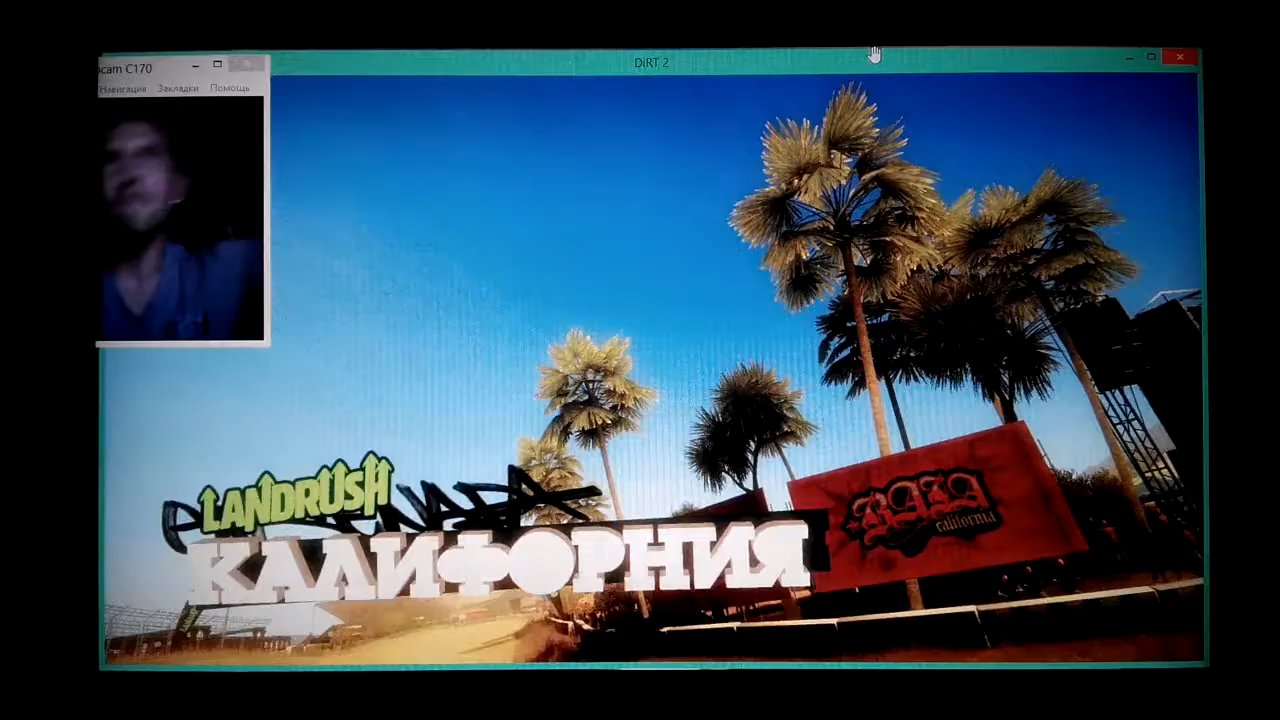 cam C170
DiRT 2
Навигация Закладки Помощь
LANDRUSH
КАЛИФОРНИЯ
BAJA
california